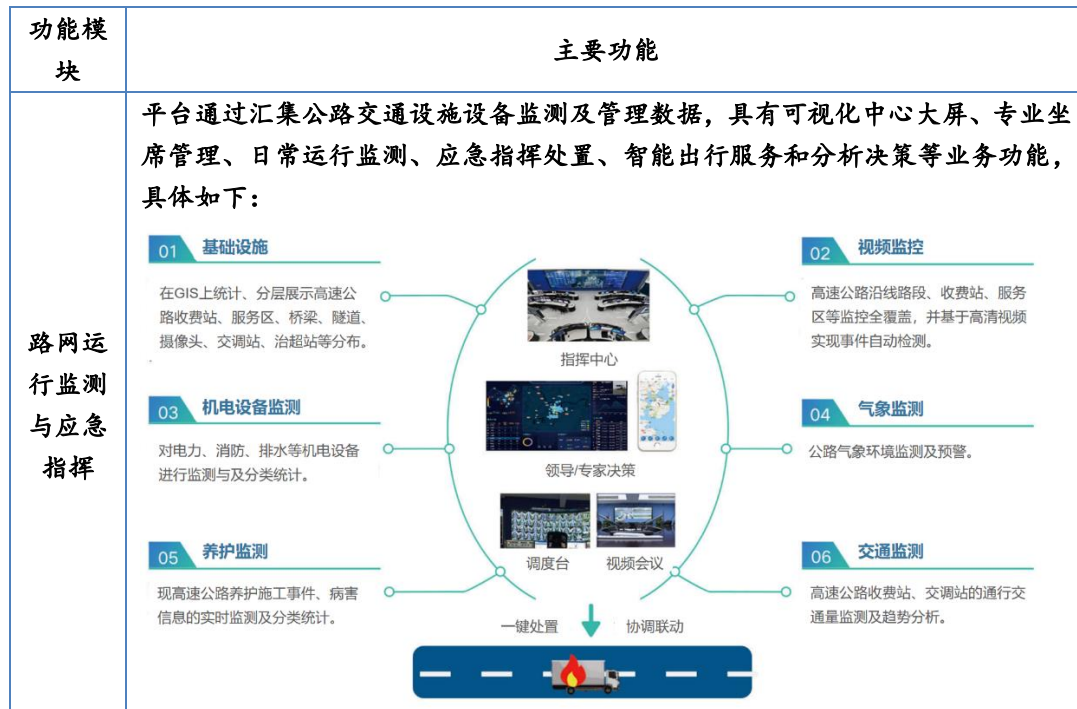 功能模
块
主要功能
路网运
行监测
与应急
指挥
平台通过汇集公路交通设施设备监测及管理数据，具有可视化中心大屏、专业坐
席管理、日常运行监测、应急指挥处置、智能出行服务和分析决策等业务功能，
具体如下：
01 基础设施
在GIS上统计、分层展示高速公
路收费站、服务区、桥梁、隧道、
摄像头、交调站、治超站等分布。
02 视频监控
高速公路沿线路段、收费站、服务
区等监控全覆盖，并基于高清视频
实现事件自动检测。
指挥中心
03 机电设备监测
对电力、消防、排水等机电设备
进行监测与及分类统计。
04 气象监测
公路气象环境监测及预警。
领导/专家决策
调度台
视频会议
05 养护监测
现高速公路养护施工事件、病害
信息的实时监测及分类统计。
06 交通监测
高速公路收费站、交调站的通行交
通量监测及趋势分析。
一键处置
协调联动